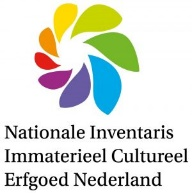 Nationale Inventaris
Immaterieel Cultureel
Erfgoed Nederland